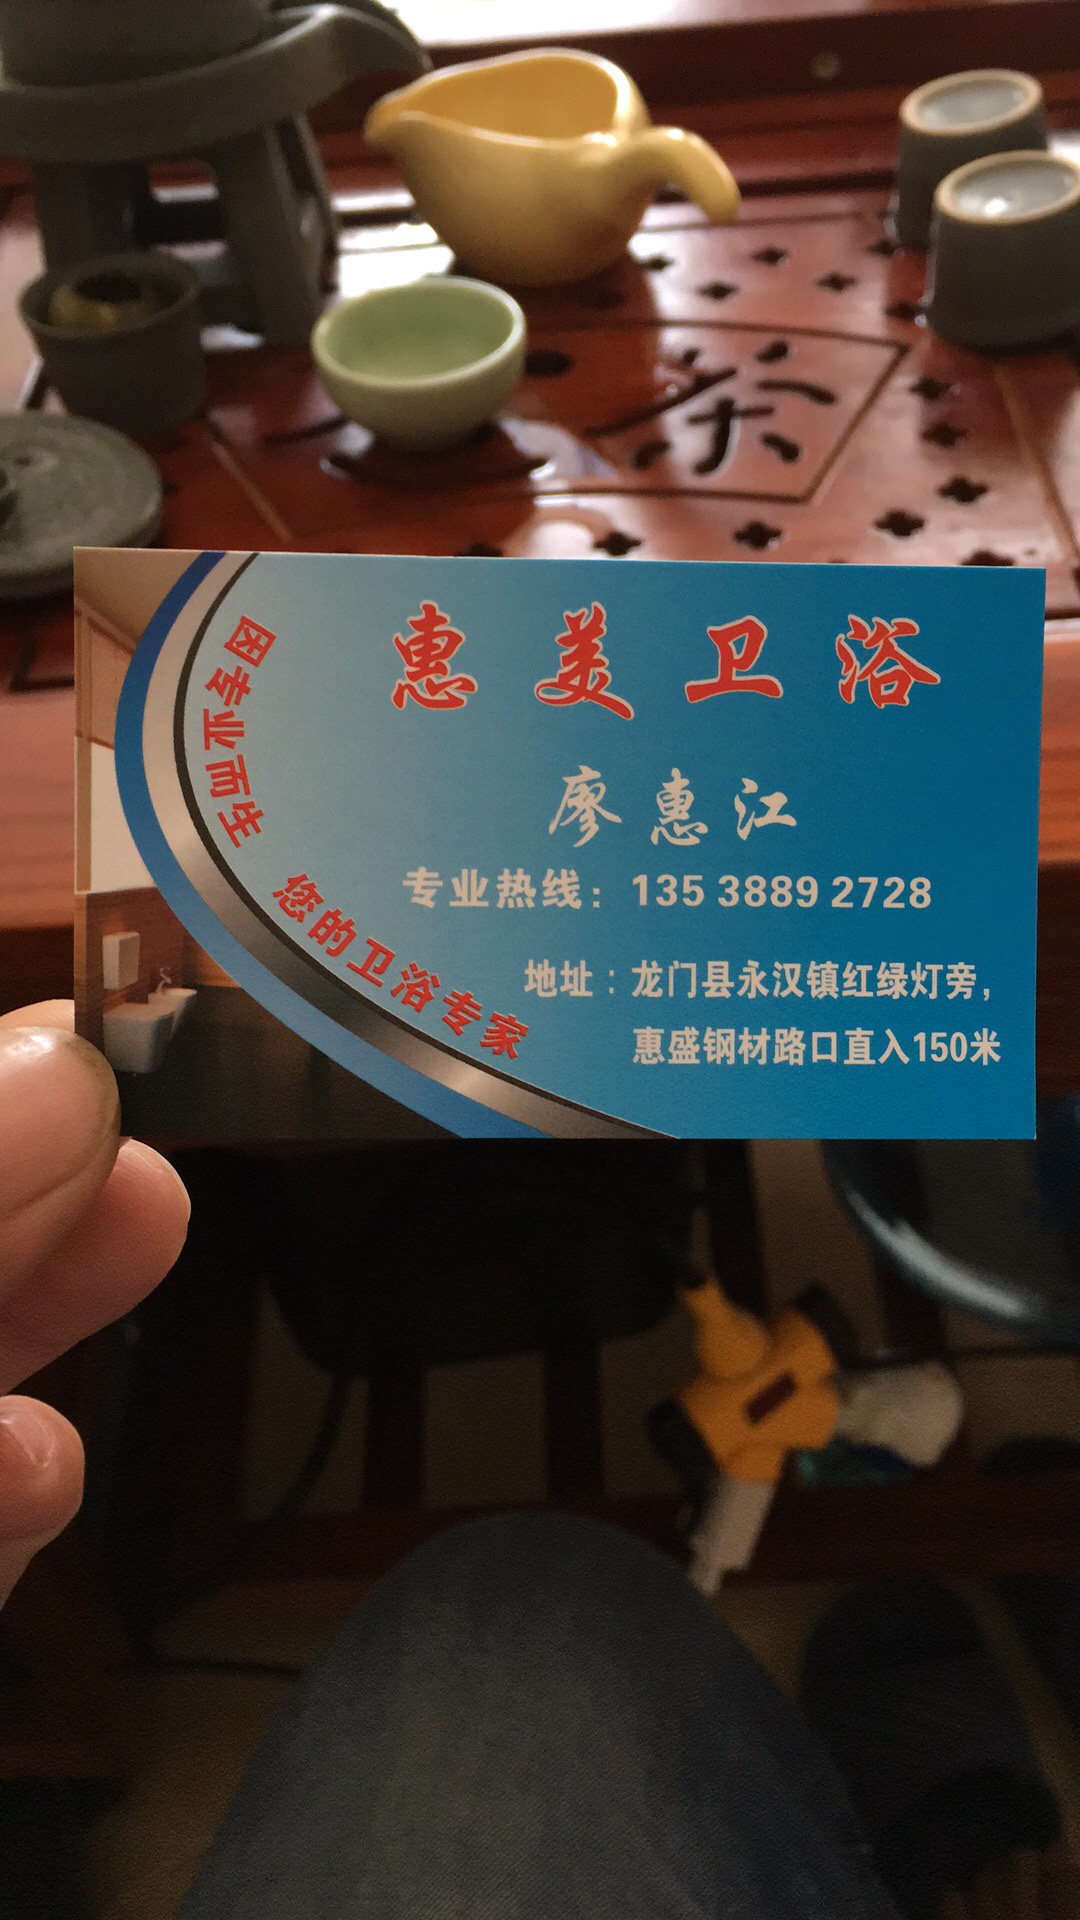 茶
惠美卫浴
因专业而生 您的卫浴专家
廖惠江
专业热线：135 3889 2728
地址：龙门县永汉镇红绿灯旁，
惠盛钢材路口直入150米